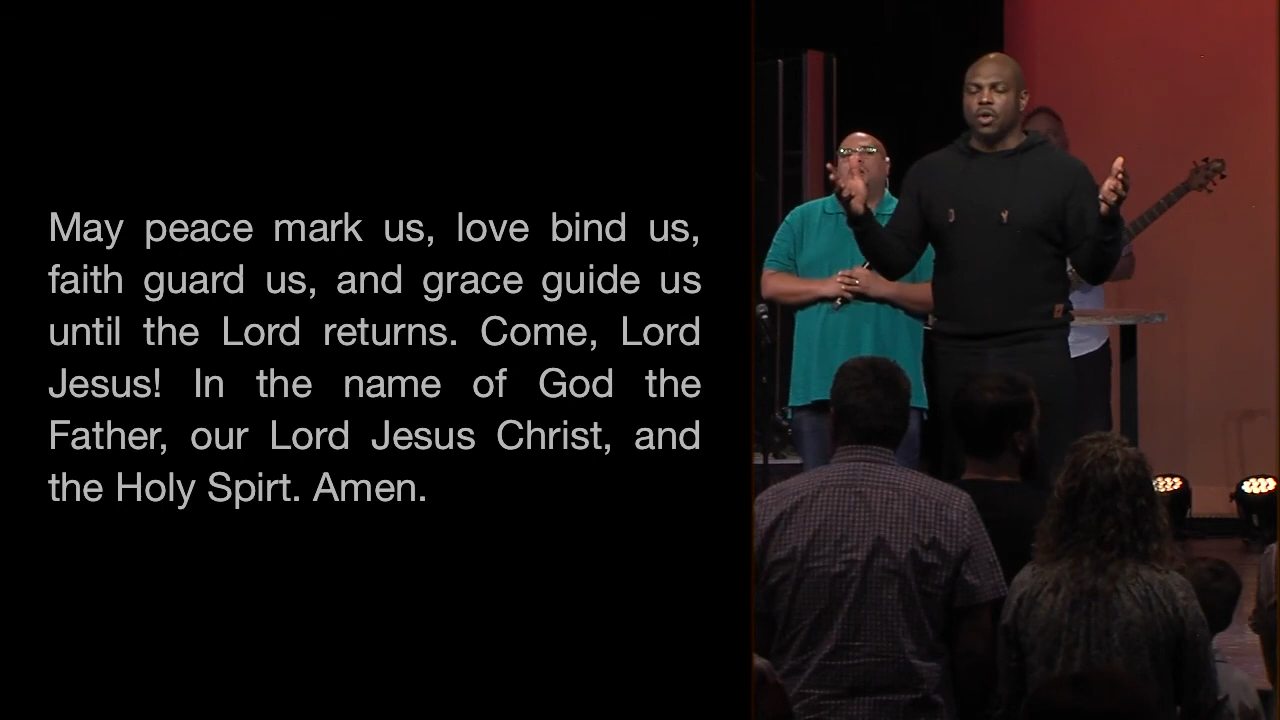 May peace mark us, love bind us,
faith guard us, and grace guide us
until the Lord returns. Come, Lord
Jesus! In the name of God the
Father, our Lord Jesus Christ, and
the Holy Spirt. Amen.